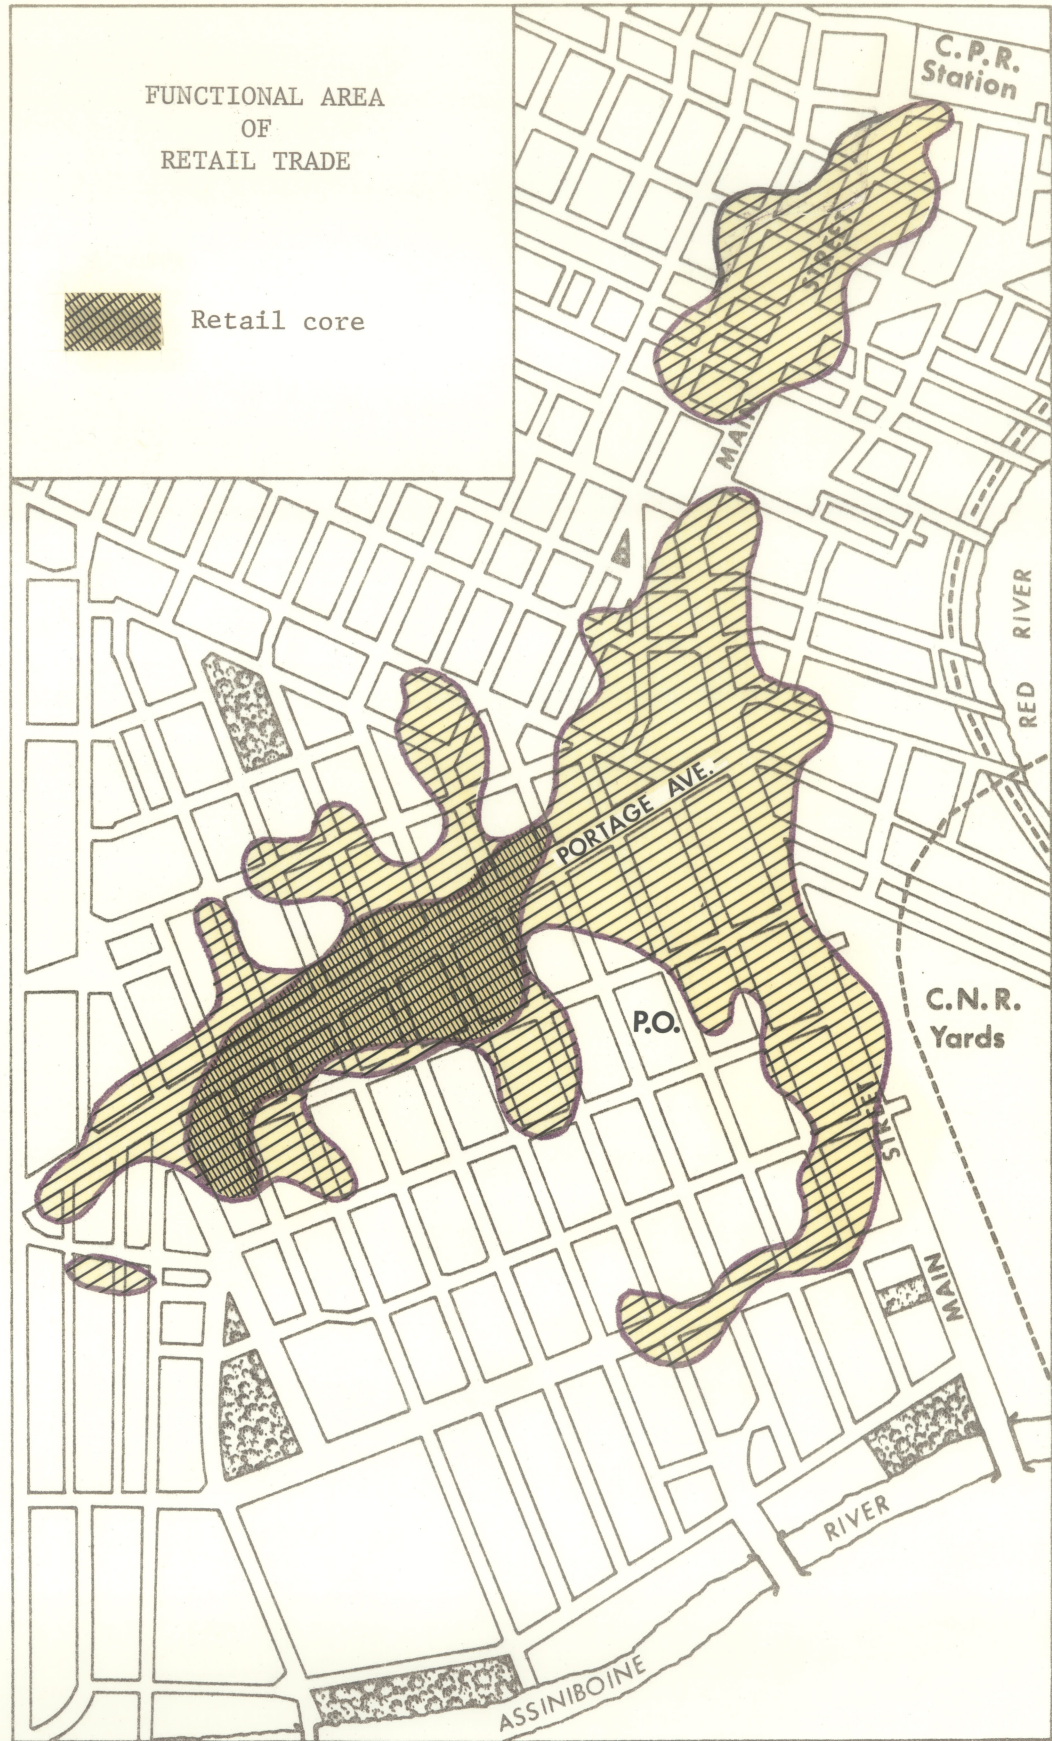 FUNCTIONAL AREA
OF
RETAIL TRADE
Retail core
C.P.R.
Station
STREET
MAIN
RED RIVER
PORTAGE AVE.
P.O.
C.N.R.
Yards
STREET
MAIN
RIVER
ASSINIBOINE